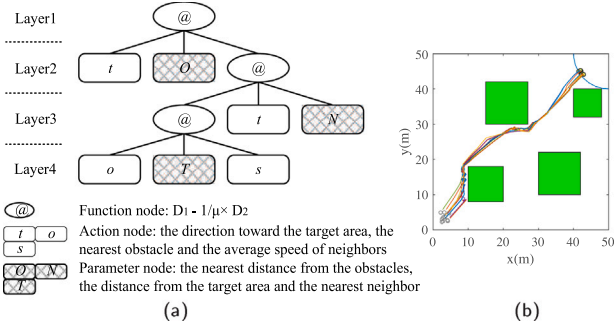 Layer1
@
Layer2
t
O
@
Layer3
@
t
N
Layer4
o
T
s
@
Function node: D1 - 1/μ× D2
t o
Action node: the direction toward the target area, the
s
nearest obstacle and the average speed of neighbors
O N
Parameter node: the nearest distance from the obstacles,
T
the distance from the target area and the nearest neighbor
(a)
50
40
30
20
10
0
y(m)
0 10 20 30 40 50
x(m)
(b)